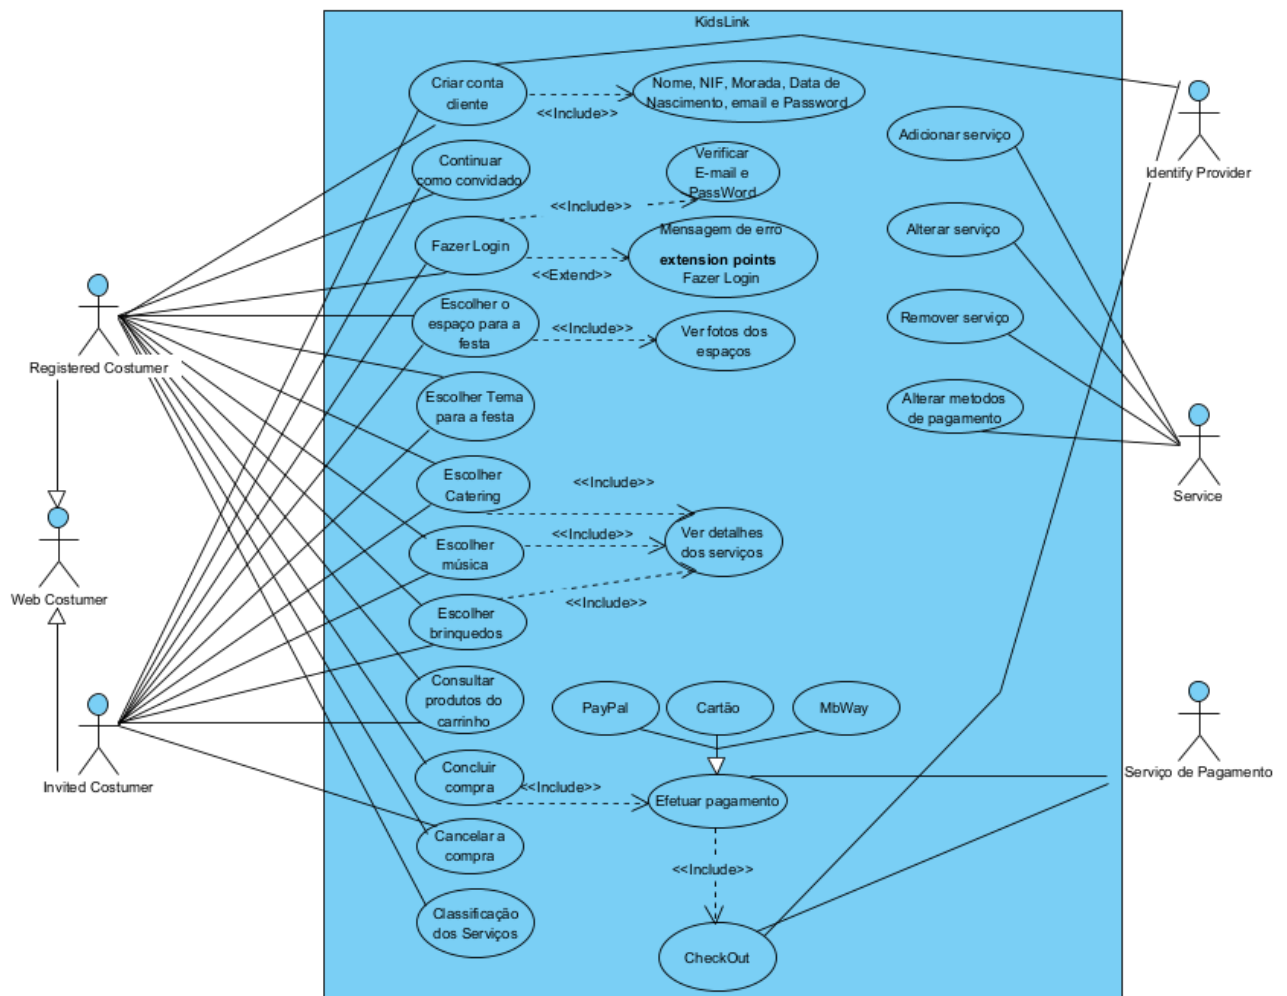 KidsLink
Criar conta
cliente
<<Include>>
Nome, NIF, Morada, Data de
Nascimento, email e Password
Adicionar serviço
Identify Provider
Continuar
como convidado
Verificar
E-mail e
PassWord
<<Include>>
Fazer Login
<<Extend>>
Mensagem de erro
extension points
Fazer Login
Alterar serviço
Registered Costumer
Escolher o
espaço para a
festa
<<Include>>
Ver fotos dos
espaços
Remover serviço
Escolher Tema
para a festa
Alterar metodos
de pagamento
Service
Escolher
Catering
<<Include>>
Escolher
música
<<Include>>
Ver detalhes
dos serviços
Web Costumer
Escolher
brinquedos
<<Include>>
Consultar
produtos do
carrinho
PayPal
Cartão
MbWay
Invited Costumer
Concluir
compra
<<Include>>
Efetuar pagamento
Serviço de Pagamento
Cancelar a
compra
<<Include>>
Classificação
dos Serviços
CheckOut